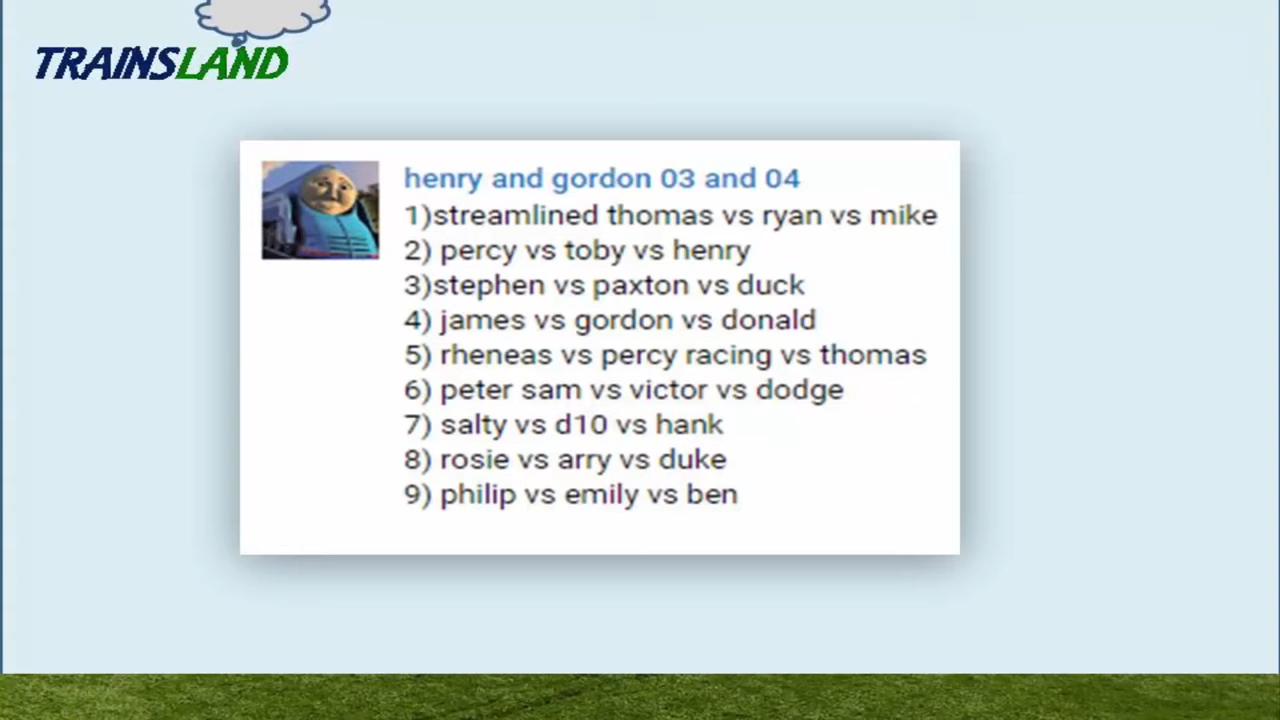 TRAINSLAND
henry and gordon 03 and 04
1)streamlined thomas vs ryan vs mike
2) percy vs toby vs henry
3)stephen vs paxton vs duck
4) james vs gordon vs donald
5) rheneas vs percy racing vs thomas
6) peter sam vs victor vs dodge
7) salty vs d10 vs hank
8) rosie vs arry vs duke
9) philip vs emily vs ben